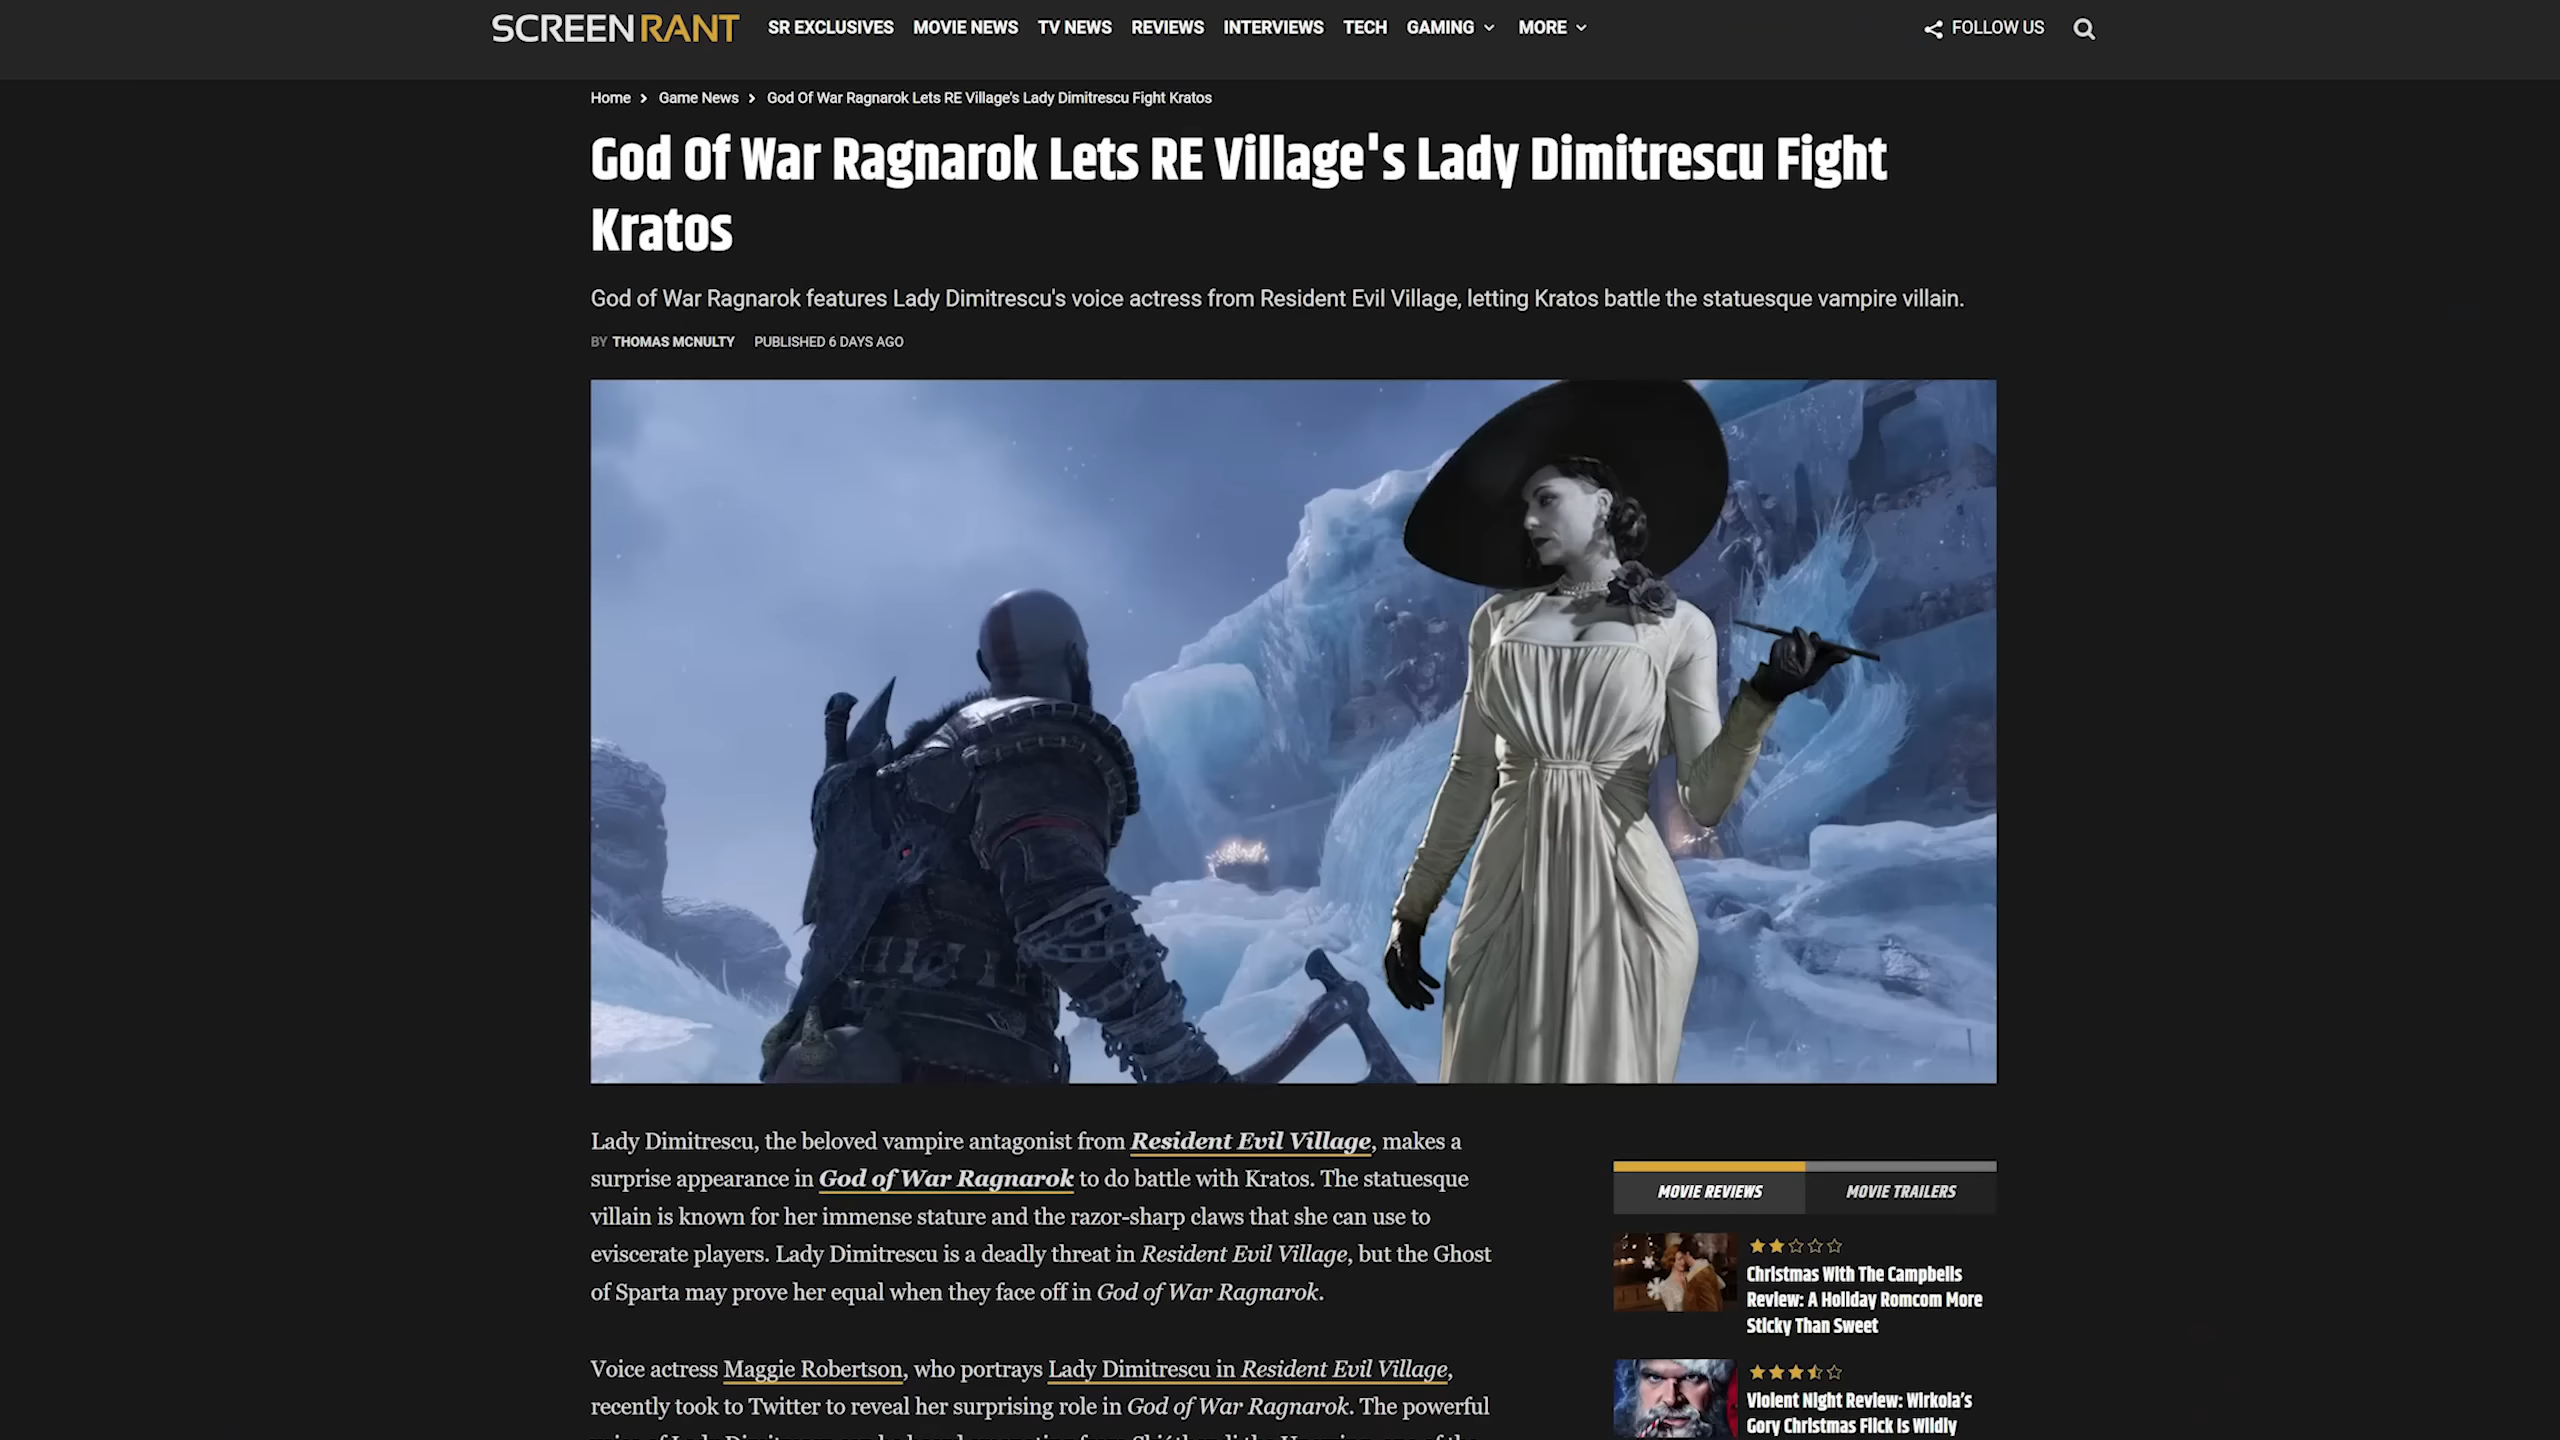 SCREENRANT SR EXCLUSIVES MOVIE NEWS TV NEWS REVIEWS INTERVIEWS TECH GAMING MORE FOLLOW US
Home > Game News > God Of War Ragnarok Lets RE Village's Lady Dimitrescu Fight Kratos
God Of War Ragnarok Lets RE Village's Lady Dimitrescu Fight
Kratos
God of War Ragnarok features Lady Dimitrescu's voice actress from Resident Evil Village, letting Kratos battle the statuesque vampire villain.
BY THOMAS MCNULTY PUBLISHED 6 DAYS AGO
Lady Dimitrescu, the beloved vampire antagonist from Resident Evil Village, makes a
surprise appearance in God of War Ragnarok to do battle with Kratos. The statuesque
villain is known for her immense stature and the razor-sharp claws that she can use to
eviscerate players. Lady Dimitrescu is a deadly threat in Resident Evil Village, but the Ghost
of Sparta may prove her equal when they face off in God of War Ragnarok.
Voice actress Maggie Robertson, who portrays Lady Dimitrescu in Resident Evil Village,
recently took to Twitter to reveal her surprising role in God of War Ragnarok. The powerful
MOVIE REVIEWS MOVIE TRAILERS
Christmas With The Campbells
Review: A Holiday Romcom More
Sticky Than Sweet
Violent Night Review: Wirkola's
Gory Christmas Flick Is Wildly